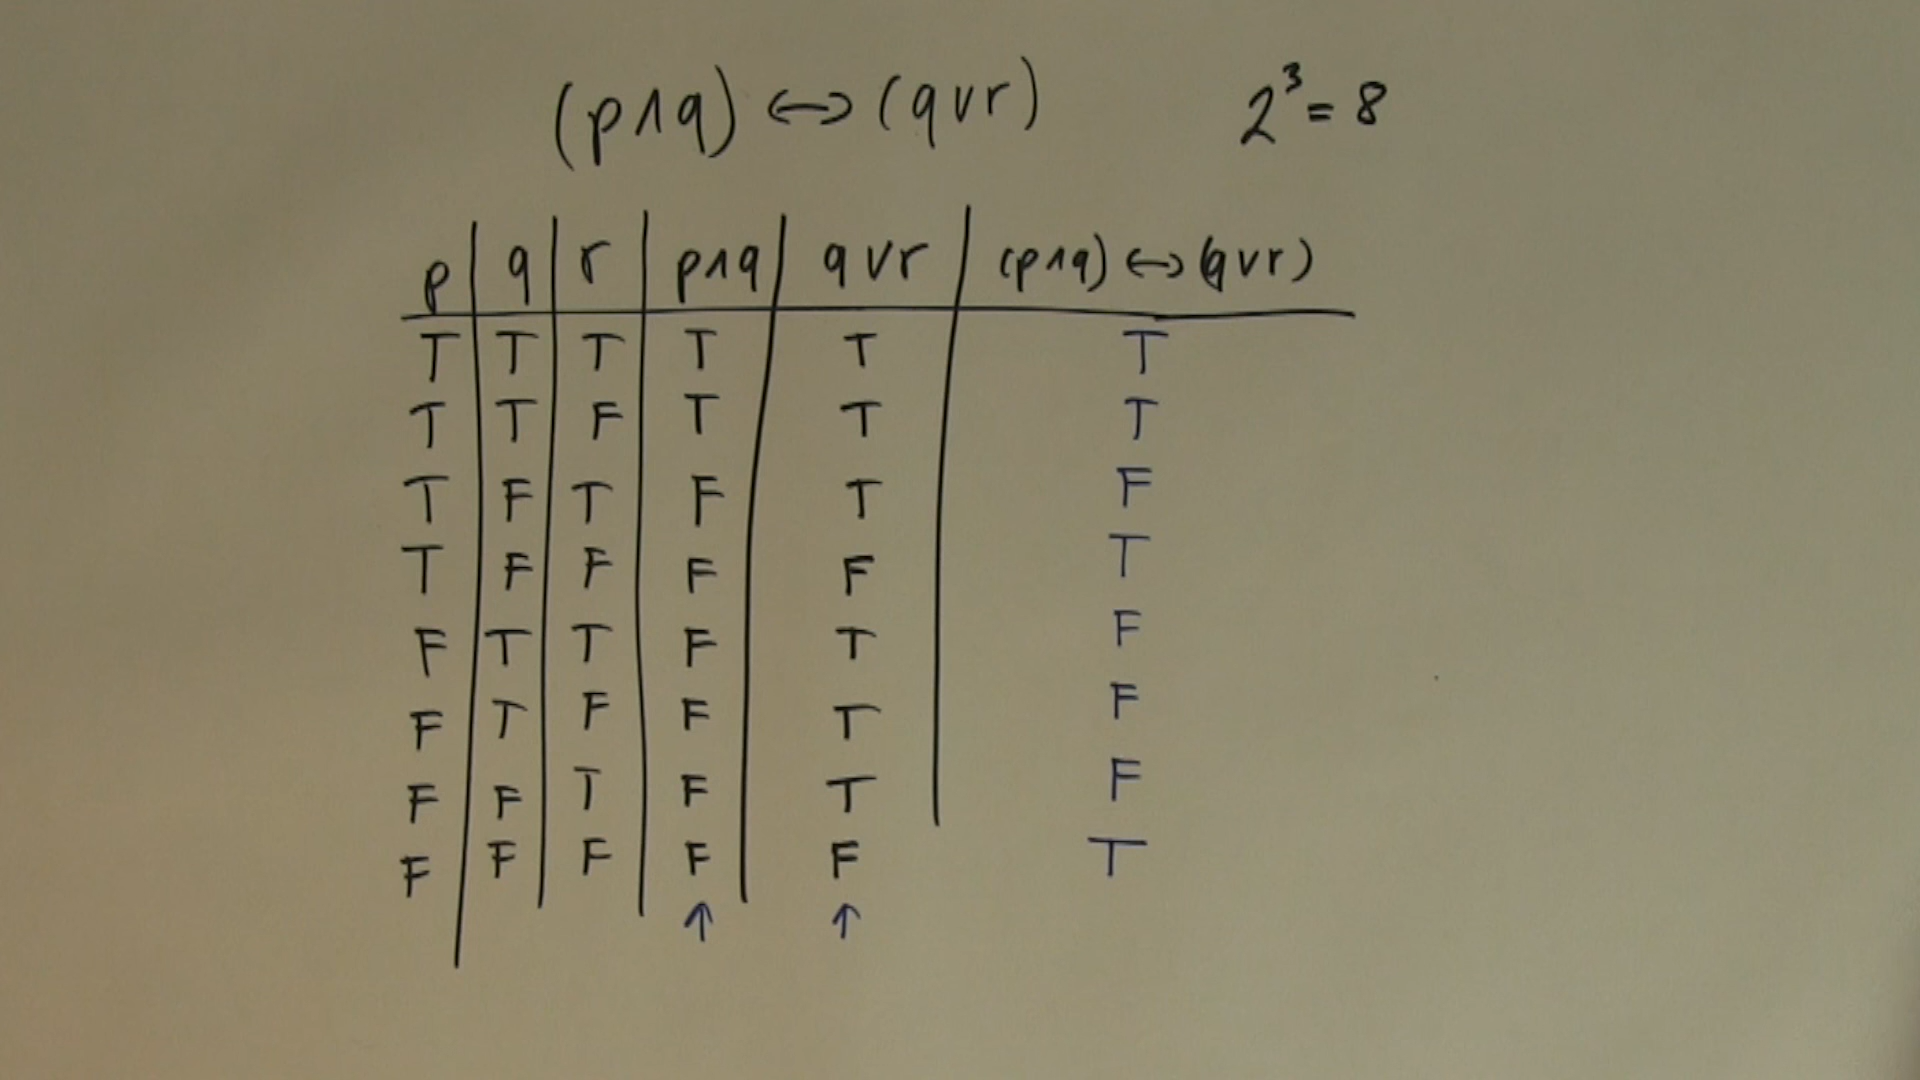 (p∧q) ↔ (q∨r) 2³ = 8
p q r p∧q q∨r (p∧q) ↔ (q∨r)
T T T T T T
T T F T T T
T F T F T F
T F F F F T
F T T F T F
F T F F T F
F F T F T F
F F F F F T
↑ ↑